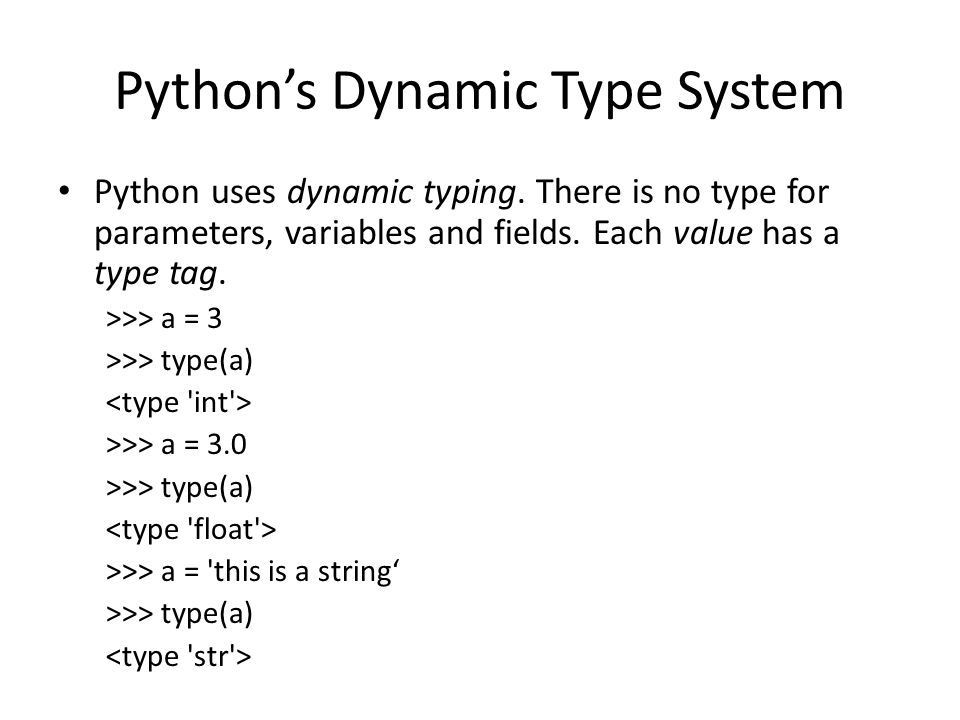 Python’s Dynamic Type System
• Python uses dynamic typing. There is no type for
parameters, variables and fields. Each value has a
type tag.
>>> a = 3
>>> type(a)
<type 'int'>
>>> a = 3.0
>>> type(a)
<type 'float'>
>>> a = 'this is a string‘
>>> type(a)
<type 'str'>